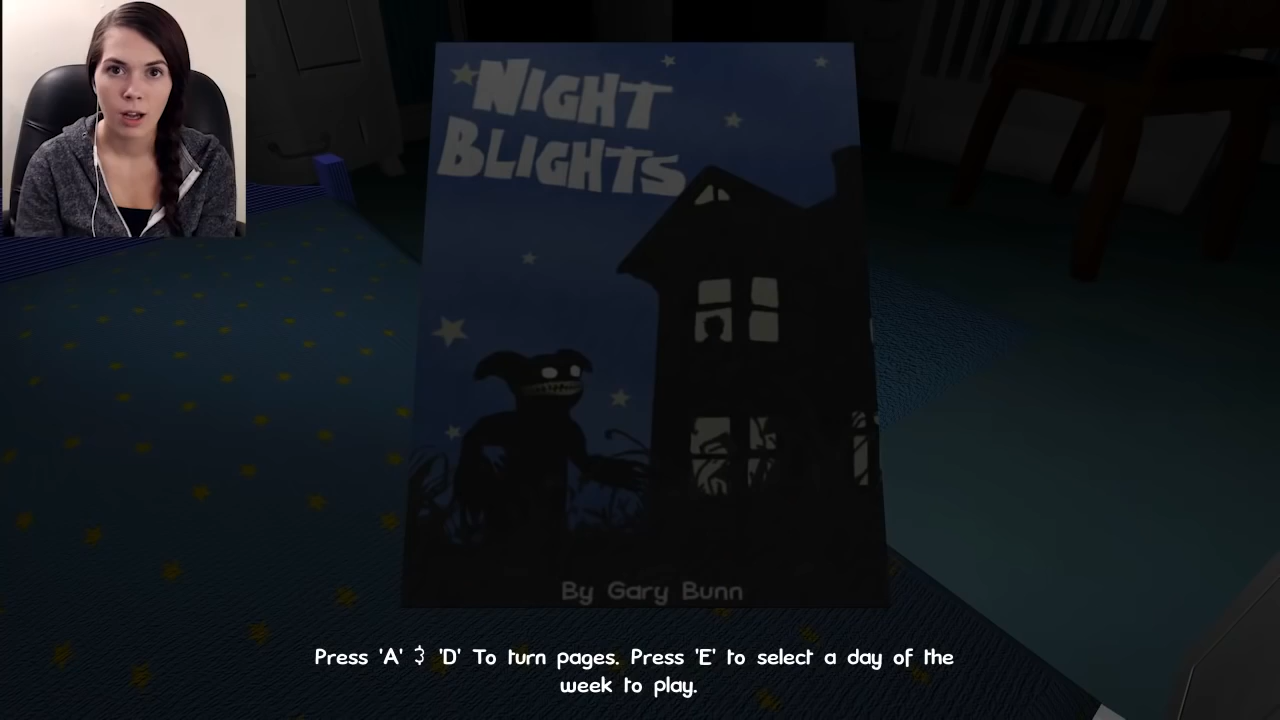 NIGHT
BLIGHTS
By Gary Bunn
Press 'A' & 'D' To turn pages. Press 'E' to select a day of the
week to play.